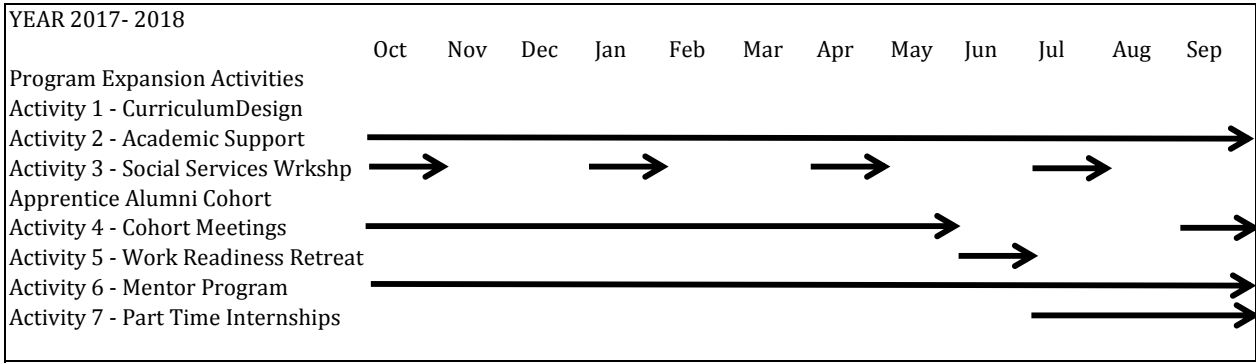 YEAR 2017- 2018
Oct Nov Dec Jan Feb Mar Apr May Jun Jul Aug Sep
Program Expansion Activities
Activity 1 - CurriculumDesign
Activity 2 - Academic Support
Activity 3 - Social Services Wrkshp
Apprentice Alumni Cohort
Activity 4 - Cohort Meetings
Activity 5 - Work Readiness Retreat
Activity 6 - Mentor Program
Activity 7 - Part Time Internships